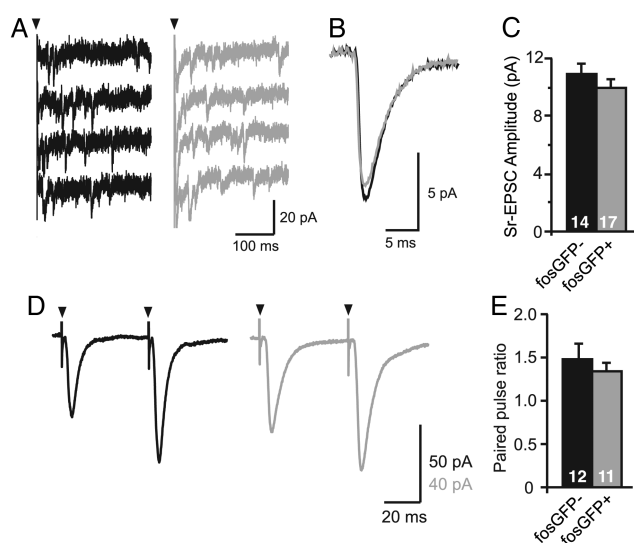 A
20 pA
100 ms
B
5 pA
5 ms
C
Sr-EPSC Amplitude (pA)
12
8
4
0
14
17
fosGFP-
fosGFP+
D
50 pA
40 pA
20 ms
E
Paired pulse ratio
2.0
1.5
1.0
0.5
0
12
11
fosGFP-
fosGFP+